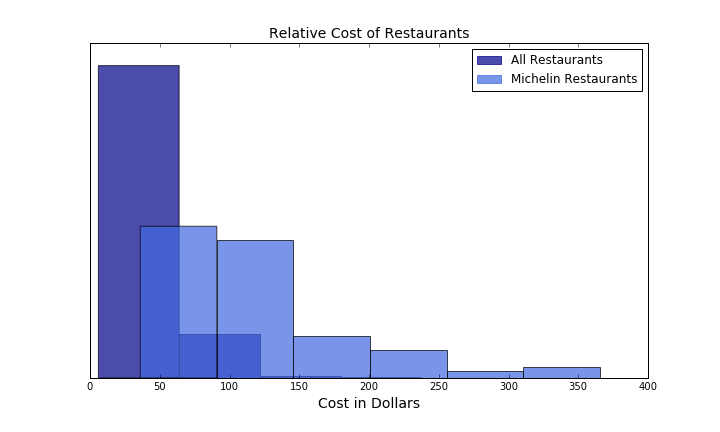 Relative Cost of Restaurants
All Restaurants
Michelin Restaurants
0 50 100 150 200 250 300 350 400
Cost in Dollars